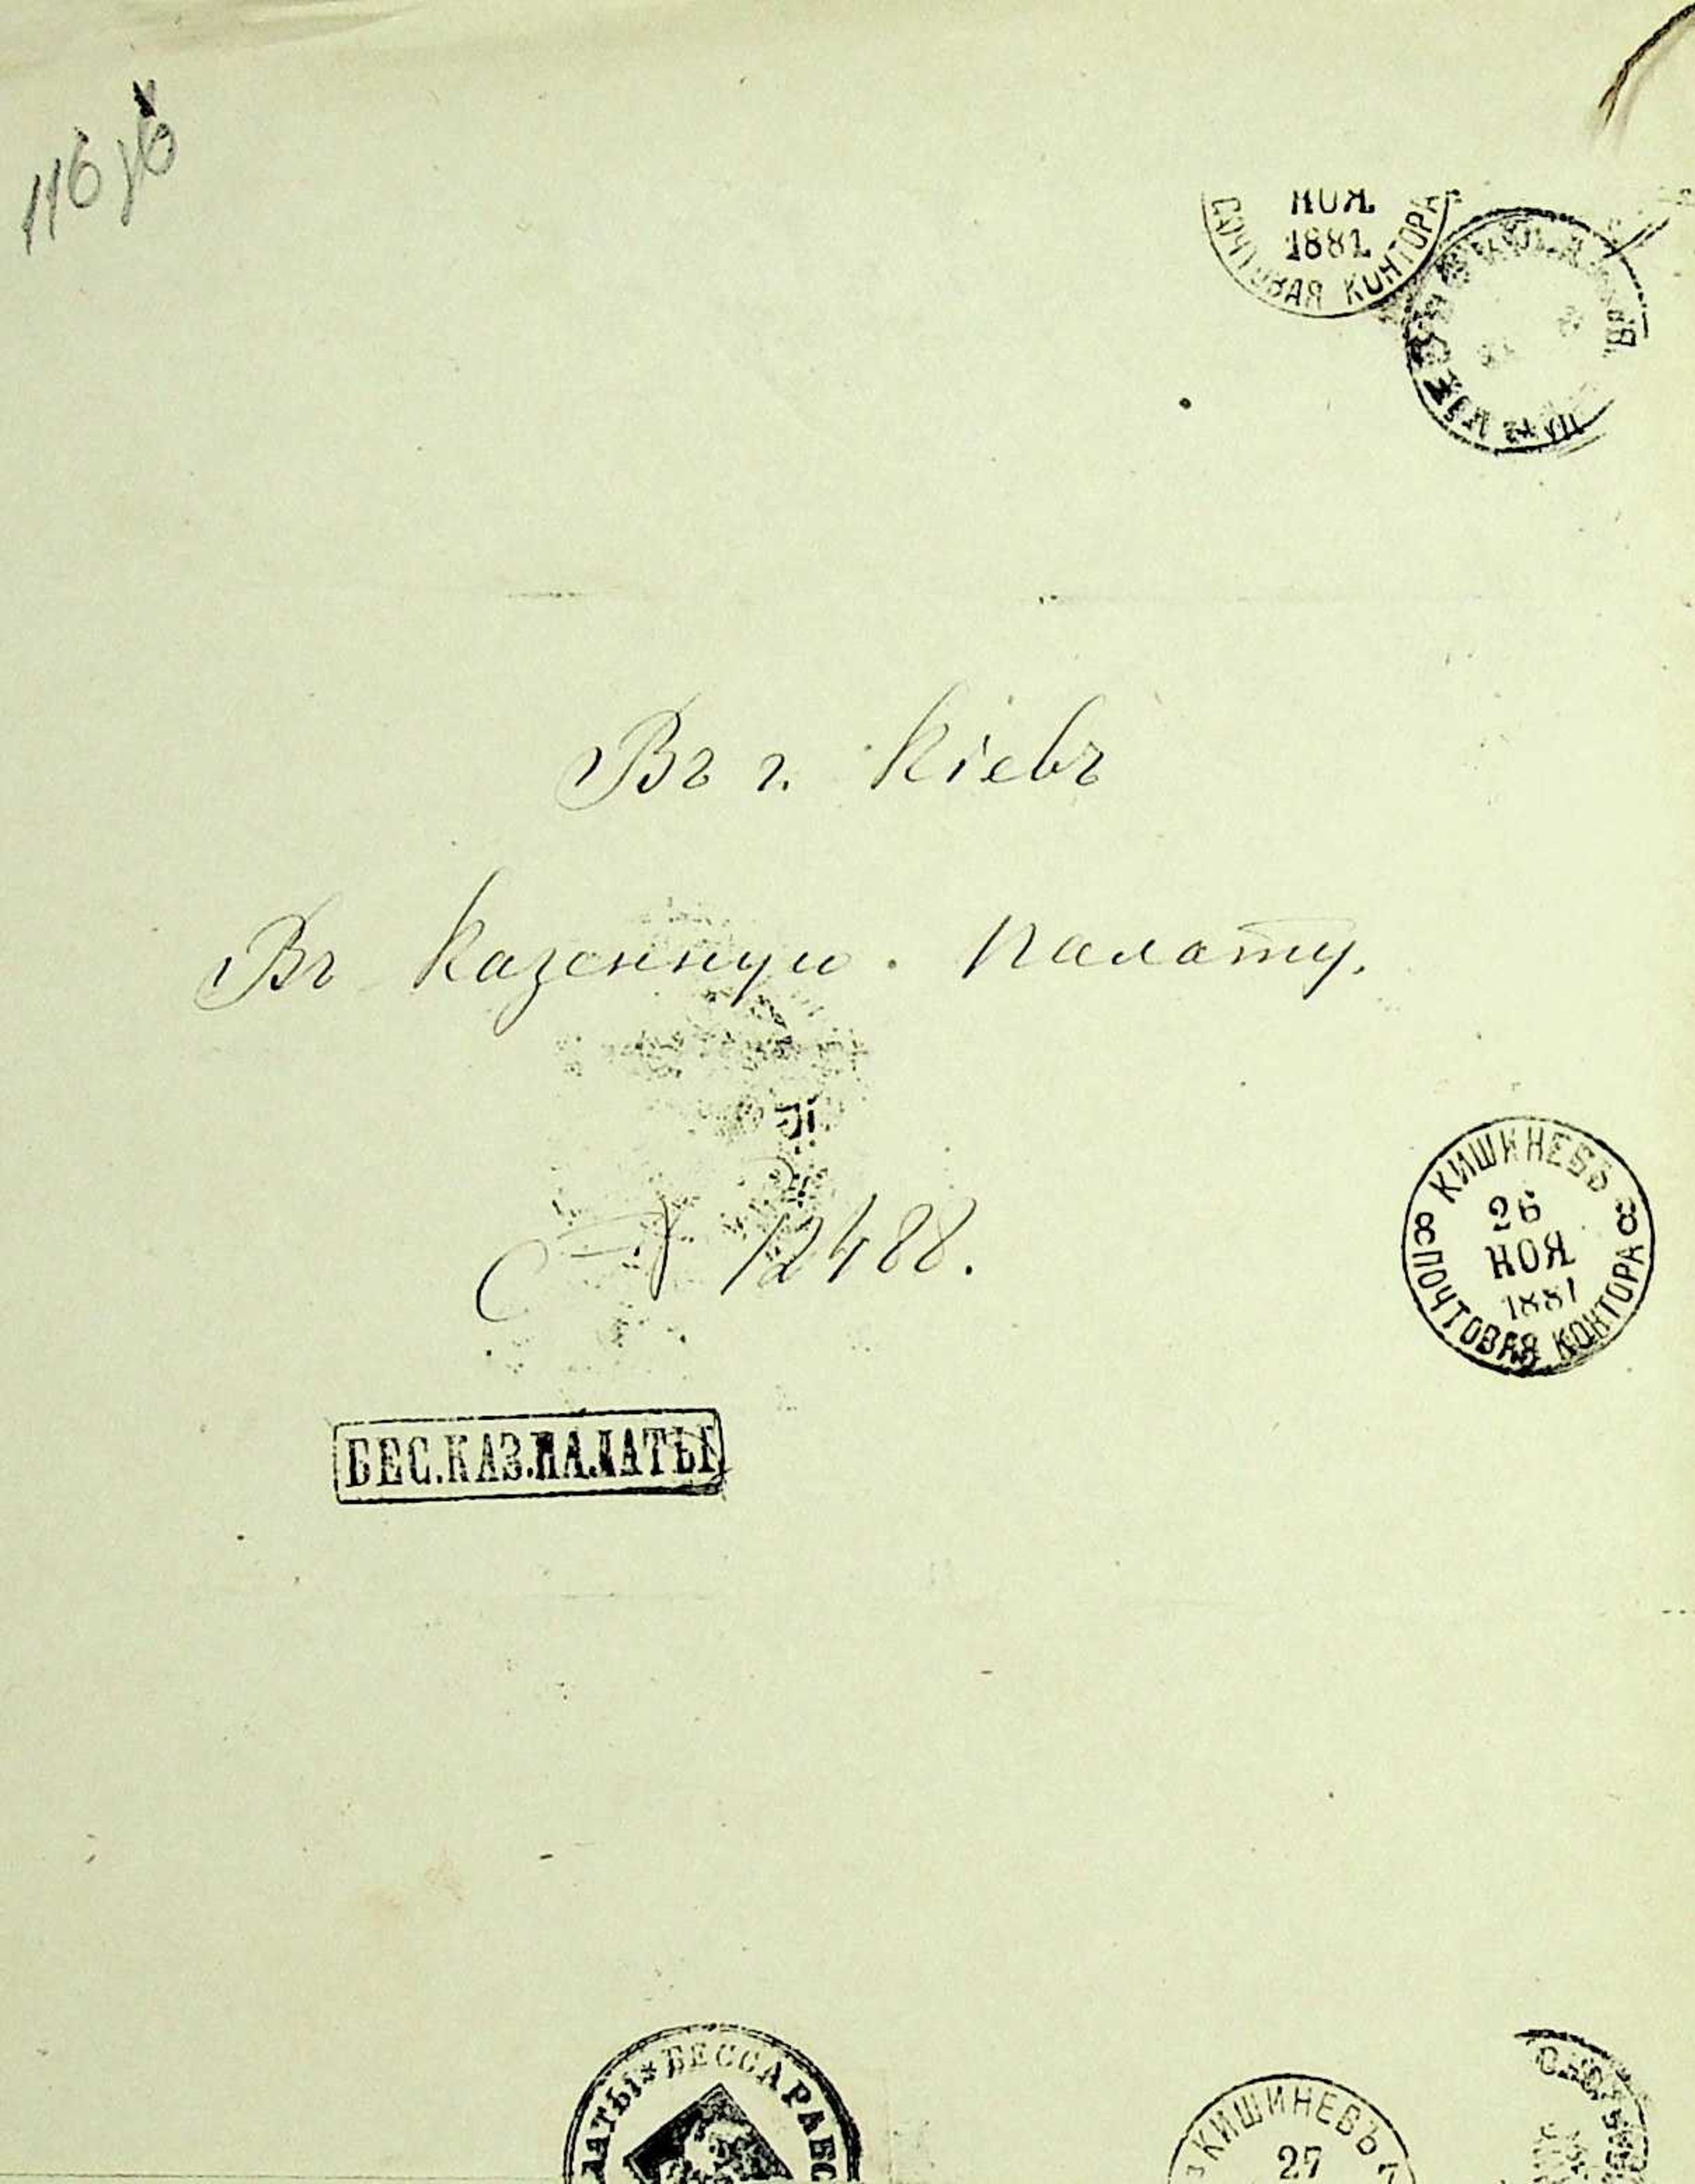 116
НОЯ
1881
ПОЧТОВАЯ КОНТОРА
Въ г. Кіевъ
Въ Казенную Палату.
№ 12488.
КИШИНЕВЪ
26
НОЯ
1881
ПОЧТОВАЯ КОНТОРА
БЕС.КАЗ.ПАЛАТЫ
ЛАТЫ * БЕССАРАБС
КИШИНЕВЪ
27